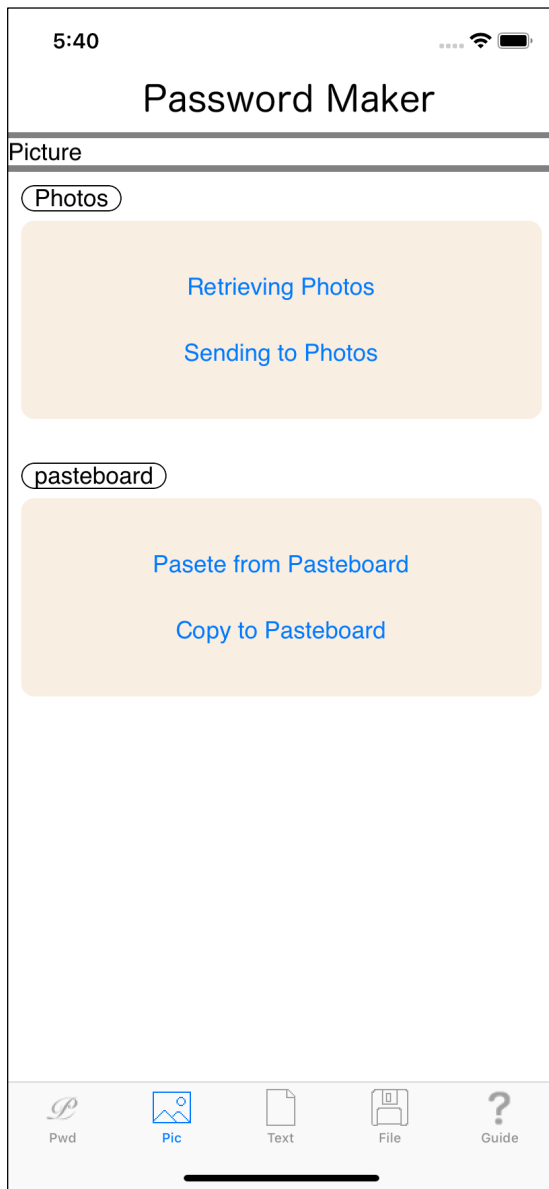 5:40
Password Maker
Picture
Photos
Retrieving Photos
Sending to Photos
pasteboard
Pasete from Pasteboard
Copy to Pasteboard
Pwd Pic Text File Guide